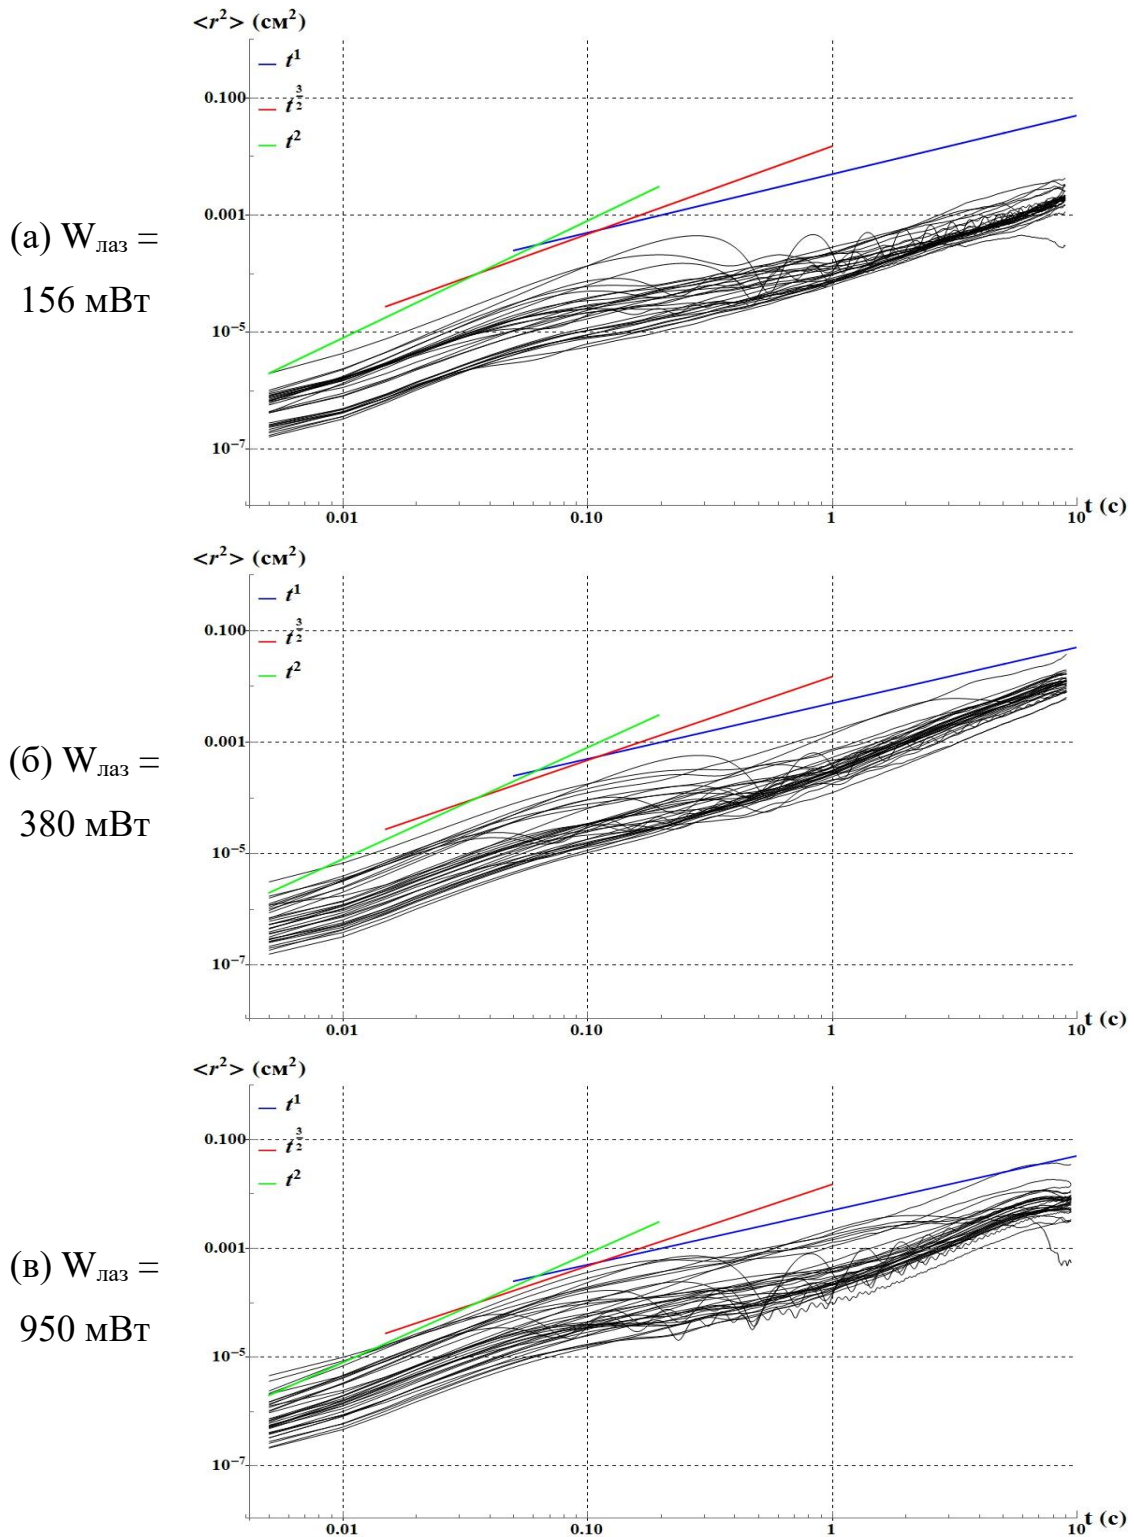 <r²> (см²)
t¹
0.100
t^{3/2}
t²
0.001
(а) Wлаз =
156 мВт
10⁻⁵
10⁻⁷
0.01 0.10 1 10 t (с)
<r²> (см²)
t¹
0.100
t^{3/2}
t²
0.001
(б) Wлаз =
380 мВт
10⁻⁵
10⁻⁷
0.01 0.10 1 10 t (с)
<r²> (см²)
t¹
0.100
t^{3/2}
t²
0.001
(в) Wлаз =
950 мВт
10⁻⁵
10⁻⁷
0.01 0.10 1 10 t (с)